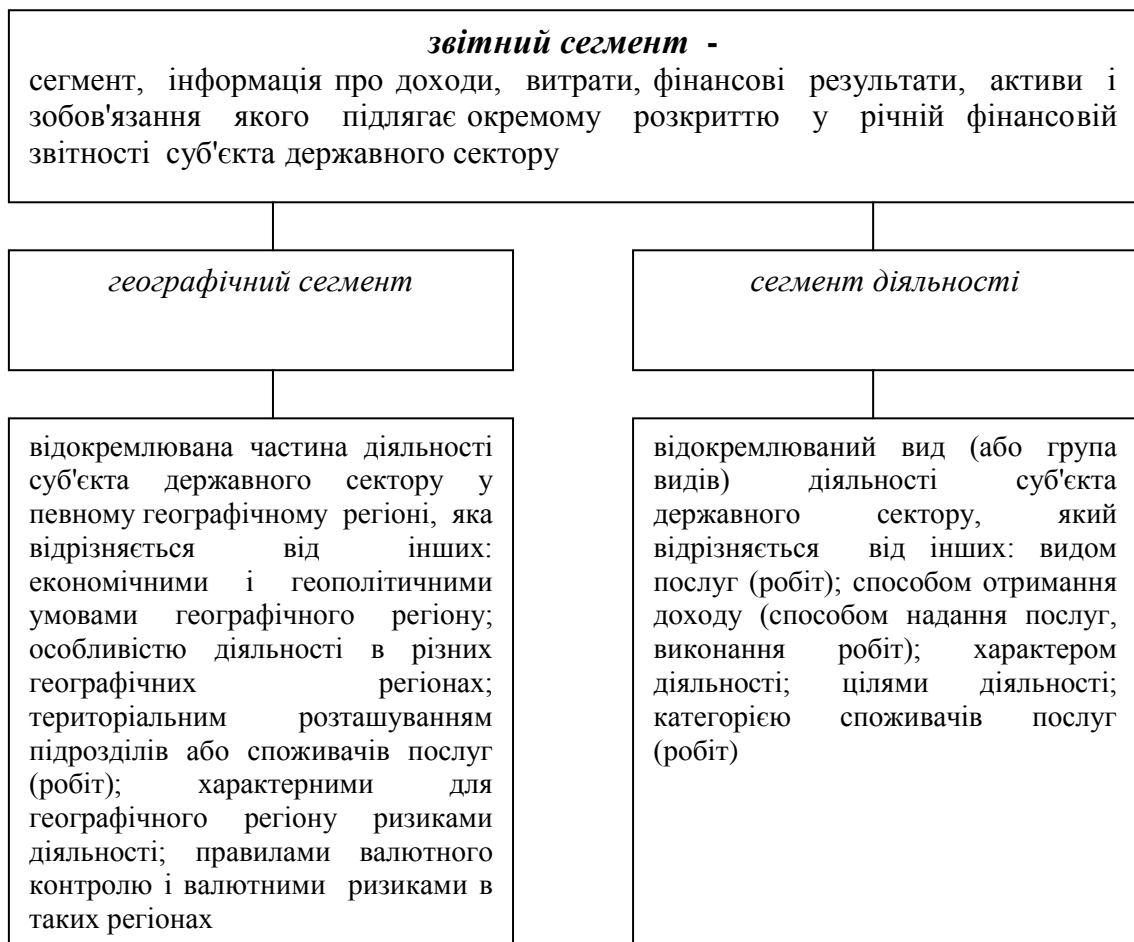 звітний сегмент -
сегмент, інформація про доходи, витрати, фінансові результати, активи і
зобов'язання якого підлягає окремому розкриттю у річній фінансовій
звітності суб'єкта державного сектору
географічний сегмент
сегмент діяльності
відокремлювана частина діяльності
суб'єкта державного сектору у
певному географічному регіоні, яка
відрізняється від інших:
економічними і геополітичними
умовами географічного регіону;
особливістю діяльності в різних
географічних регіонах;
територіальним розташуванням
підрозділів або споживачів послуг
(робіт); характерними для
географічного регіону ризиками
діяльності; правилами валютного
контролю і валютними ризиками в
таких регіонах
відокремлюваний вид (або група
видів) діяльності суб'єкта
державного сектору, який
відрізняється від інших: видом
послуг (робіт); способом отримання
доходу (способом надання послуг,
виконання робіт); характером
діяльності; цілями діяльності;
категорією споживачів послуг
(робіт)